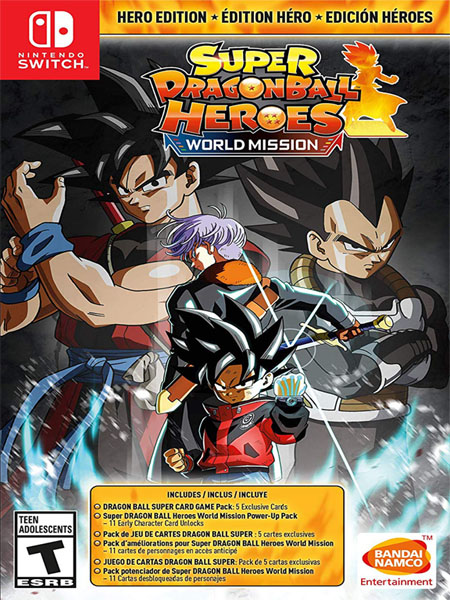 HERO EDITION ★ ÉDITION HÉRO ★ EDICIÓN HÉROES
NINTENDO
SWITCH™
SUPER
DRAGONBALL
HEROES
WORLD MISSION
INCLUDES / INCLUS / INCLUYE
DRAGON BALL SUPER CARD GAME Pack: 5 Exclusive Cards
Super DRAGON BALL Heroes World Mission Power-Up Pack
– 11 Early Character Card Unlocks
Pack de JEU DE CARTES DRAGON BALL SUPER : 5 cartes exclusives
Pack d'améliorations pour Super DRAGON BALL Heroes World Mission
– 11 cartes de personnages en accès anticipé
JUEGO DE CARTAS DRAGON BALL SUPER: Pack de 5 cartas exclusivas
Pack potenciador de Super DRAGON BALL Heroes World Mission
– 11 Cartas desbloqueadas de personajes
TEEN
ADOLESCENTS
T
ESRB
™
BANDAI
NAMCO
Entertainment